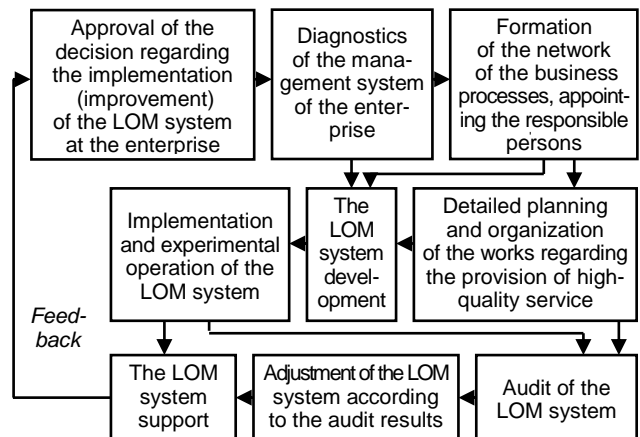 Approval of the
decision regarding
the implementation
(improvement)
of the LOM system
at the enterprise
Diagnostics
of the mana-
gement system
of the enter-
prise
Formation
of the network
of the business
processes, appoint-
ing the responsible
persons
Implementation
and experimental
operation of the
LOM system
The
LOM
system
devel-
opment
Detailed planning
and organization
of the works regarding
the provision of high-
quality service
Feed-
back
The LOM
system
support
Adjustment of the LOM
system according
to the audit results
Audit of the
LOM system